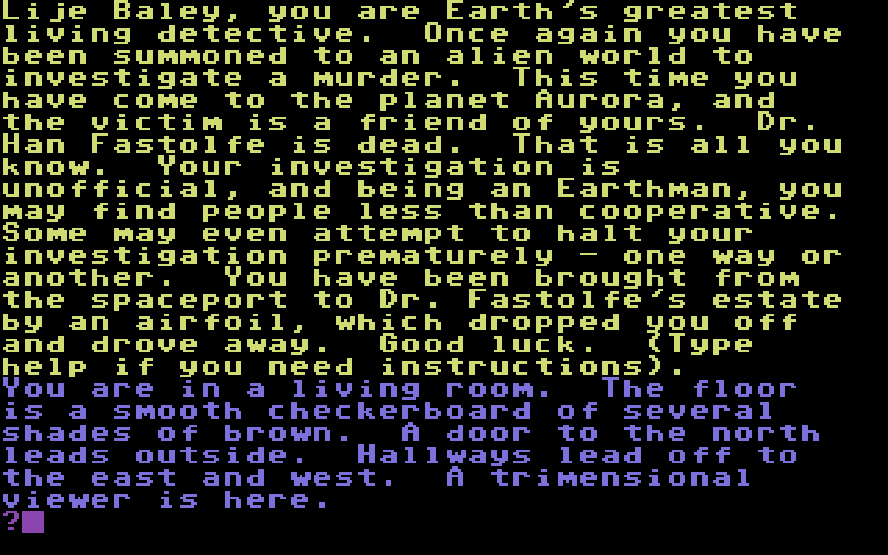 Lije Baley, you are Earth's greatest
living detective.  Once again you have
been summoned to an alien world to
investigate a murder.  This time you
have come to the planet Aurora, and
the victim is a friend of yours.  Dr.
Han Fastolfe is dead.  That is all you
know.  Your investigation is
unofficial, and being an Earthman, you
may find people less than cooperative.
Some may even attempt to halt your
investigation prematurely - one way or
another.  You have been brought from
the spaceport to Dr. Fastolfe's estate
by an airfoil, which dropped you off
and drove away.  Good luck.  (Type
help if you need instructions).
You are in a living room.  The floor
is a smooth checkerboard of several
shades of brown.  A door to the north
leads outside.  Hallways lead off to
the east and west.  A trimensional
viewer is here.
?